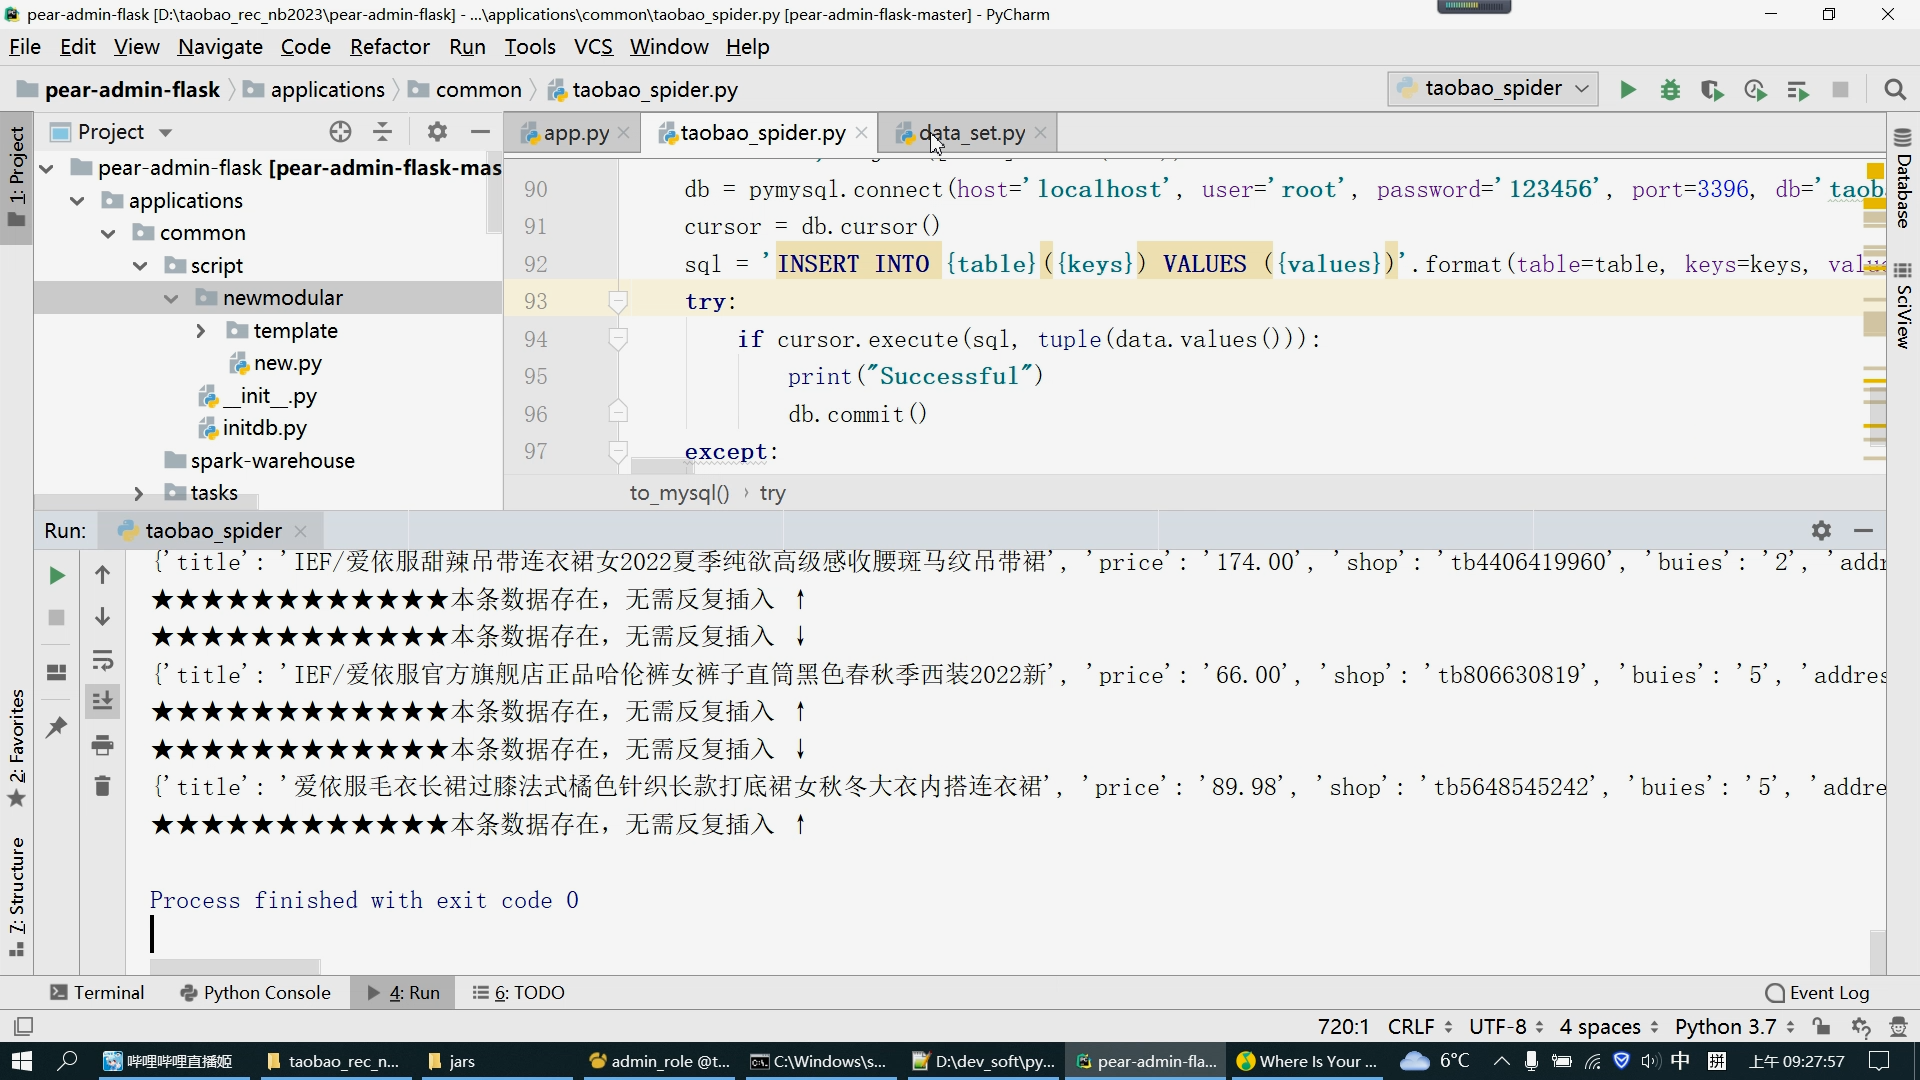 pear-admin-flask [D:\taobao_rec_nb2023\pear-admin-flask] - ...\applications\common\taobao_spider.py [pear-admin-flask-master] - PyCharm
File Edit View Navigate Code Refactor Run Tools VCS Window Help
pear-admin-flask applications common taobao_spider.py taobao_spider
1: Project
Project
app.py taobao_spider.py data_set.py
pear-admin-flask [pear-admin-flask-mas
applications
common
script
newmodular
template
new.py
__init__.py
initdb.py
spark-warehouse
tasks
90 db = pymysql.connect(host='localhost', user='root', password='123456', port=3396, db='taob
91 cursor = db.cursor()
92 sql = 'INSERT INTO {table}({keys}) VALUES ({values})'.format(table=table, keys=keys, valu
93 try:
94 if cursor.execute(sql, tuple(data.values())):
95 print("Successful")
96 db.commit()
97 except:
to_mysql() › try
Database
SciView
Run: taobao_spider
{'title': 'IEF/爱依服甜辣吊带连衣裙女2022夏季纯欲高级感收腰斑马纹吊带裙', 'price': '174.00', 'shop': 'tb4406419960', 'buies': '2', 'addr
★★★★★★★★★★★★本条数据存在，无需反复插入 ↑
★★★★★★★★★★★★本条数据存在，无需反复插入 ↓
{'title': 'IEF/爱依服官方旗舰店正品哈伦裤女裤子直筒黑色春秋季西装2022新', 'price': '66.00', 'shop': 'tb806630819', 'buies': '5', 'addres
★★★★★★★★★★★★本条数据存在，无需反复插入 ↑
★★★★★★★★★★★★本条数据存在，无需反复插入 ↓
{'title': '爱依服毛衣长裙过膝法式橘色针织长款打底裙女秋冬大衣内搭连衣裙', 'price': '89.98', 'shop': 'tb5648545242', 'buies': '5', 'addre
★★★★★★★★★★★★本条数据存在，无需反复插入 ↑
Process finished with exit code 0
2: Favorites
7: Structure
Terminal Python Console 4: Run 6: TODO Event Log
720:1 CRLF UTF-8 4 spaces Python 3.7
哔哩哔哩直播姬 taobao_rec_n... jars admin_role @t... C:\Windows\s... D:\dev_soft\py... pear-admin-fla... Where Is Your ... 6°C 中 拼 上午 09:27:57